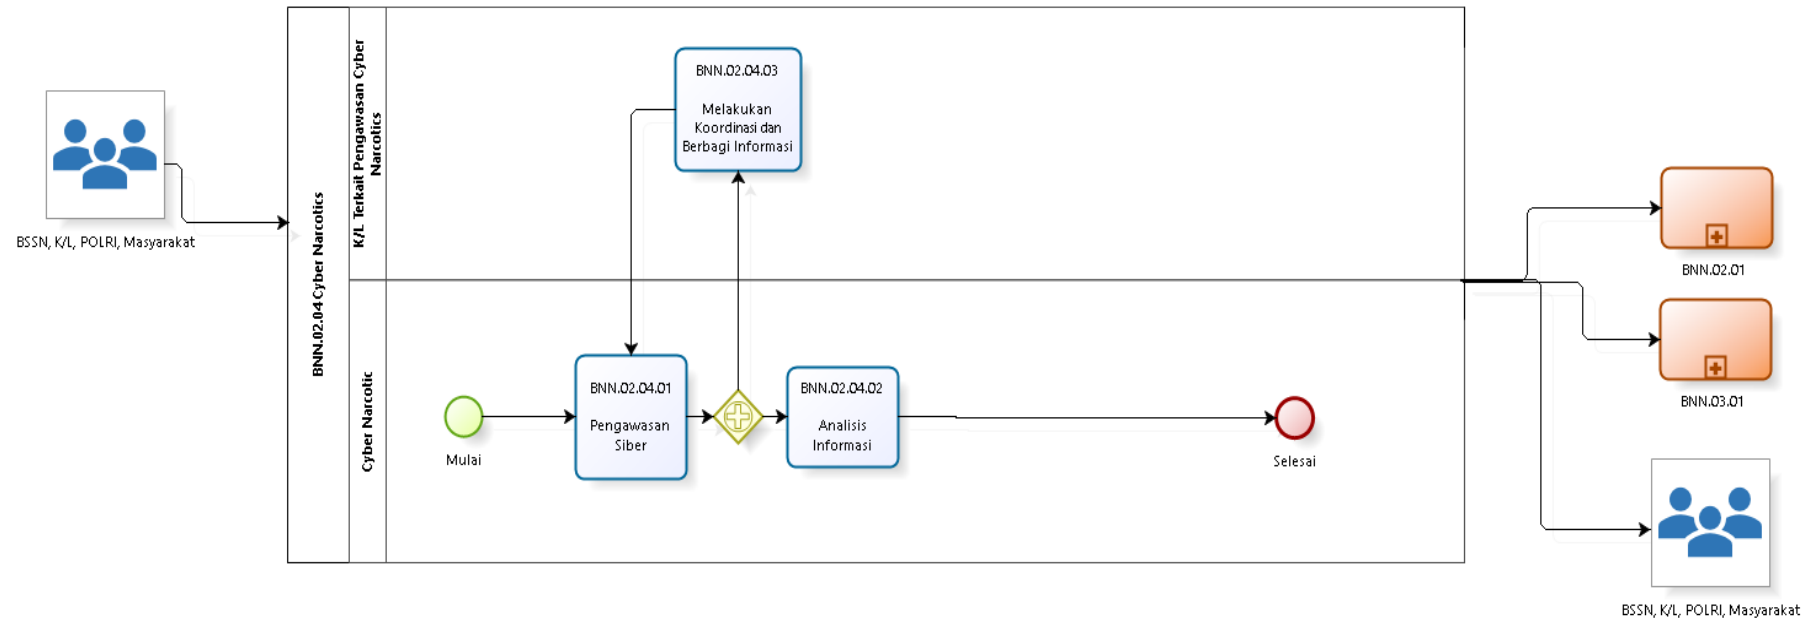 BSSN, K/L, POLRI, Masyarakat
BNN.02.04 Cyber Narcotics
K/L Terkait Pengawasan Cyber
Narcotics
BNN.02.04.03
Melakukan
Koordinasi dan
Berbagi Informasi
Cyber Narcotic
Mulai
BNN.02.04.01
Pengawasan
Siber
BNN.02.04.02
Analisis
Informasi
Selesai
BNN.02.01
BNN.03.01
BSSN, K/L, POLRI, Masyarakat